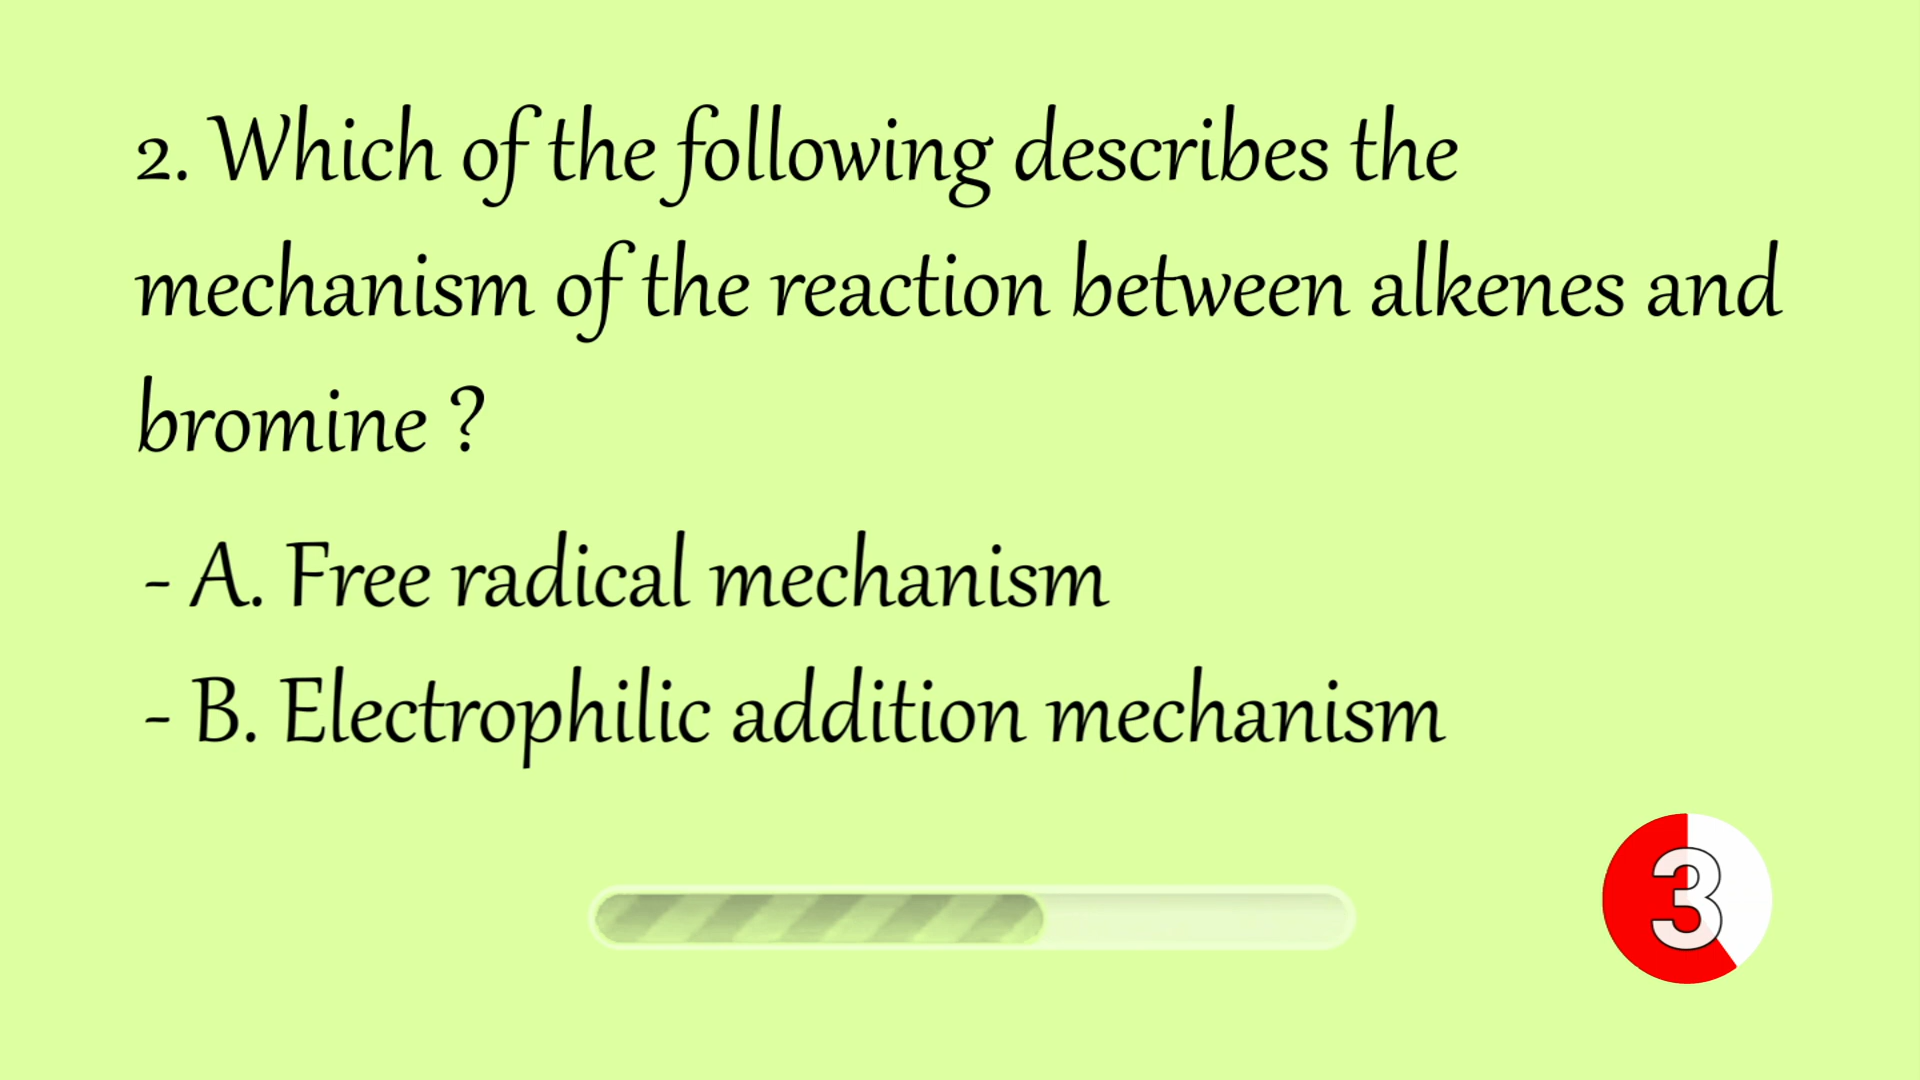 2. Which of the following describes the
mechanism of the reaction between alkenes and
bromine ?
- A. Free radical mechanism
- B. Electrophilic addition mechanism
3